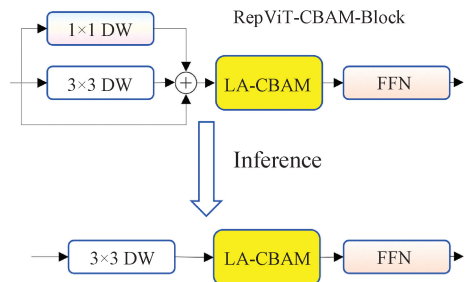 RepViT-CBAM-Block
1×1 DW
3×3 DW
+
LA-CBAM
FFN
Inference
3×3 DW
LA-CBAM
FFN